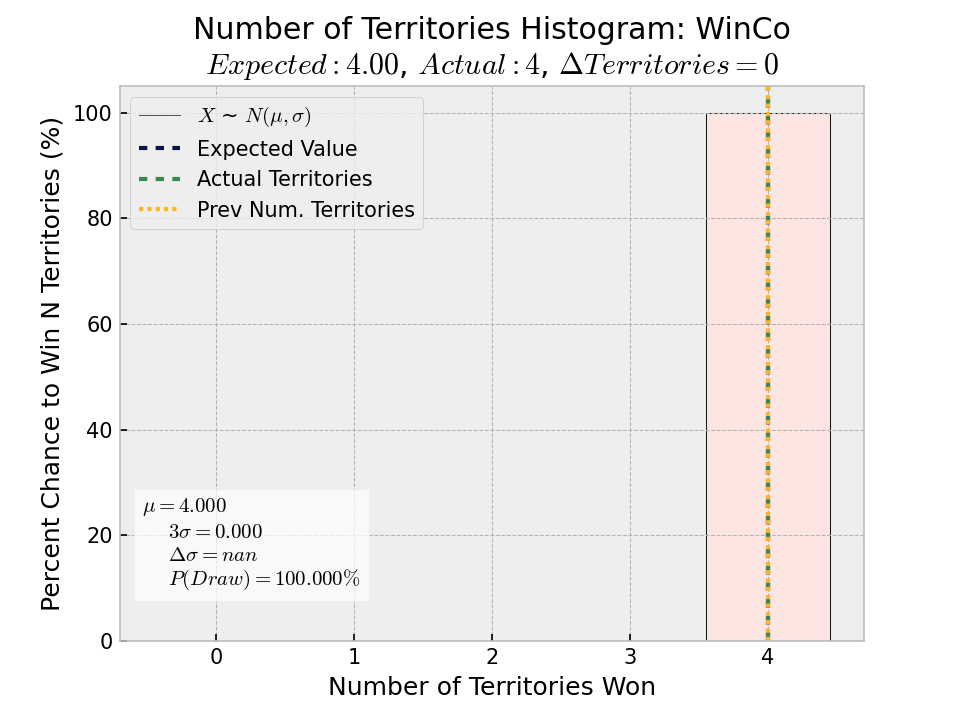 Number of Territories Histogram: WinCo
Expected : 4.00, Actual : 4, ΔTerritories = 0
Percent Chance to Win N Territories (%)
100
80
60
40
20
0
X ~ N(μ, σ)
Expected Value
Actual Territories
Prev Num. Territories
μ = 4.000
3σ = 0.000
Δσ = nan
P(Draw) = 100.000%
0 1 2 3 4
Number of Territories Won